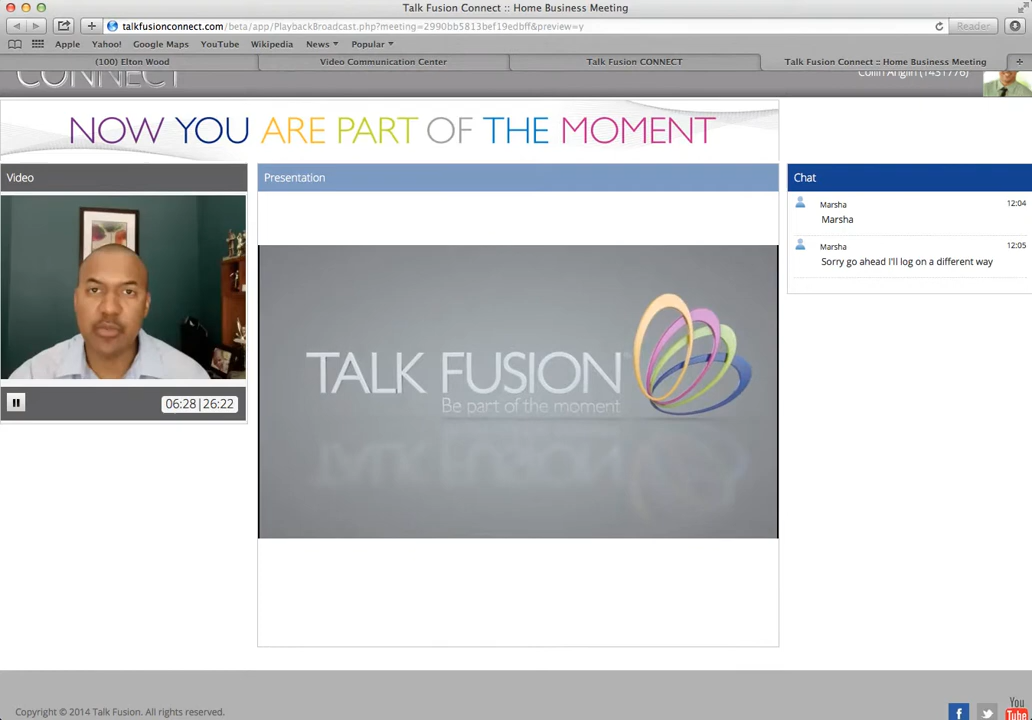 Talk Fusion Connect :: Home Business Meeting
talkfusionconnect.com/beta/app/PlaybackBroadcast.php?meeting=2990bb5813bef19edbff&preview=y
Reader
Apple Yahoo! Google Maps YouTube Wikipedia News Popular
(100) Elton Wood
Video Communication Center
Talk Fusion CONNECT
Talk Fusion Connect :: Home Business Meeting
CONNECT
Collin Anglin (1431776)
NOW YOU ARE PART OF THE MOMENT
Video
Presentation
Chat
Marsha 12:04
Marsha
Marsha 12:05
Sorry go ahead I'll log on a different way
TALK FUSION
Be part of the moment
06:28|26:22
Copyright © 2014 Talk Fusion. All rights reserved.
f
You
Tube